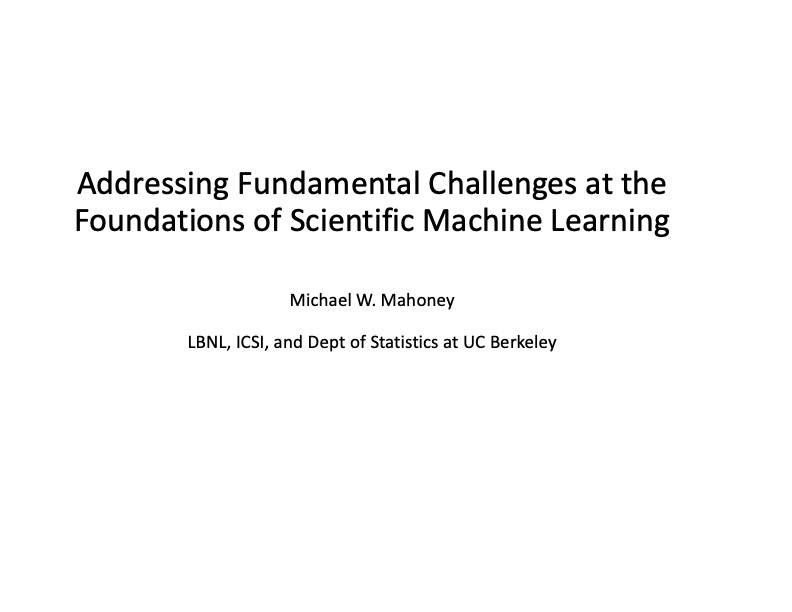 Addressing Fundamental Challenges at the
Foundations of Scientific Machine Learning
Michael W. Mahoney
LBNL, ICSI, and Dept of Statistics at UC Berkeley